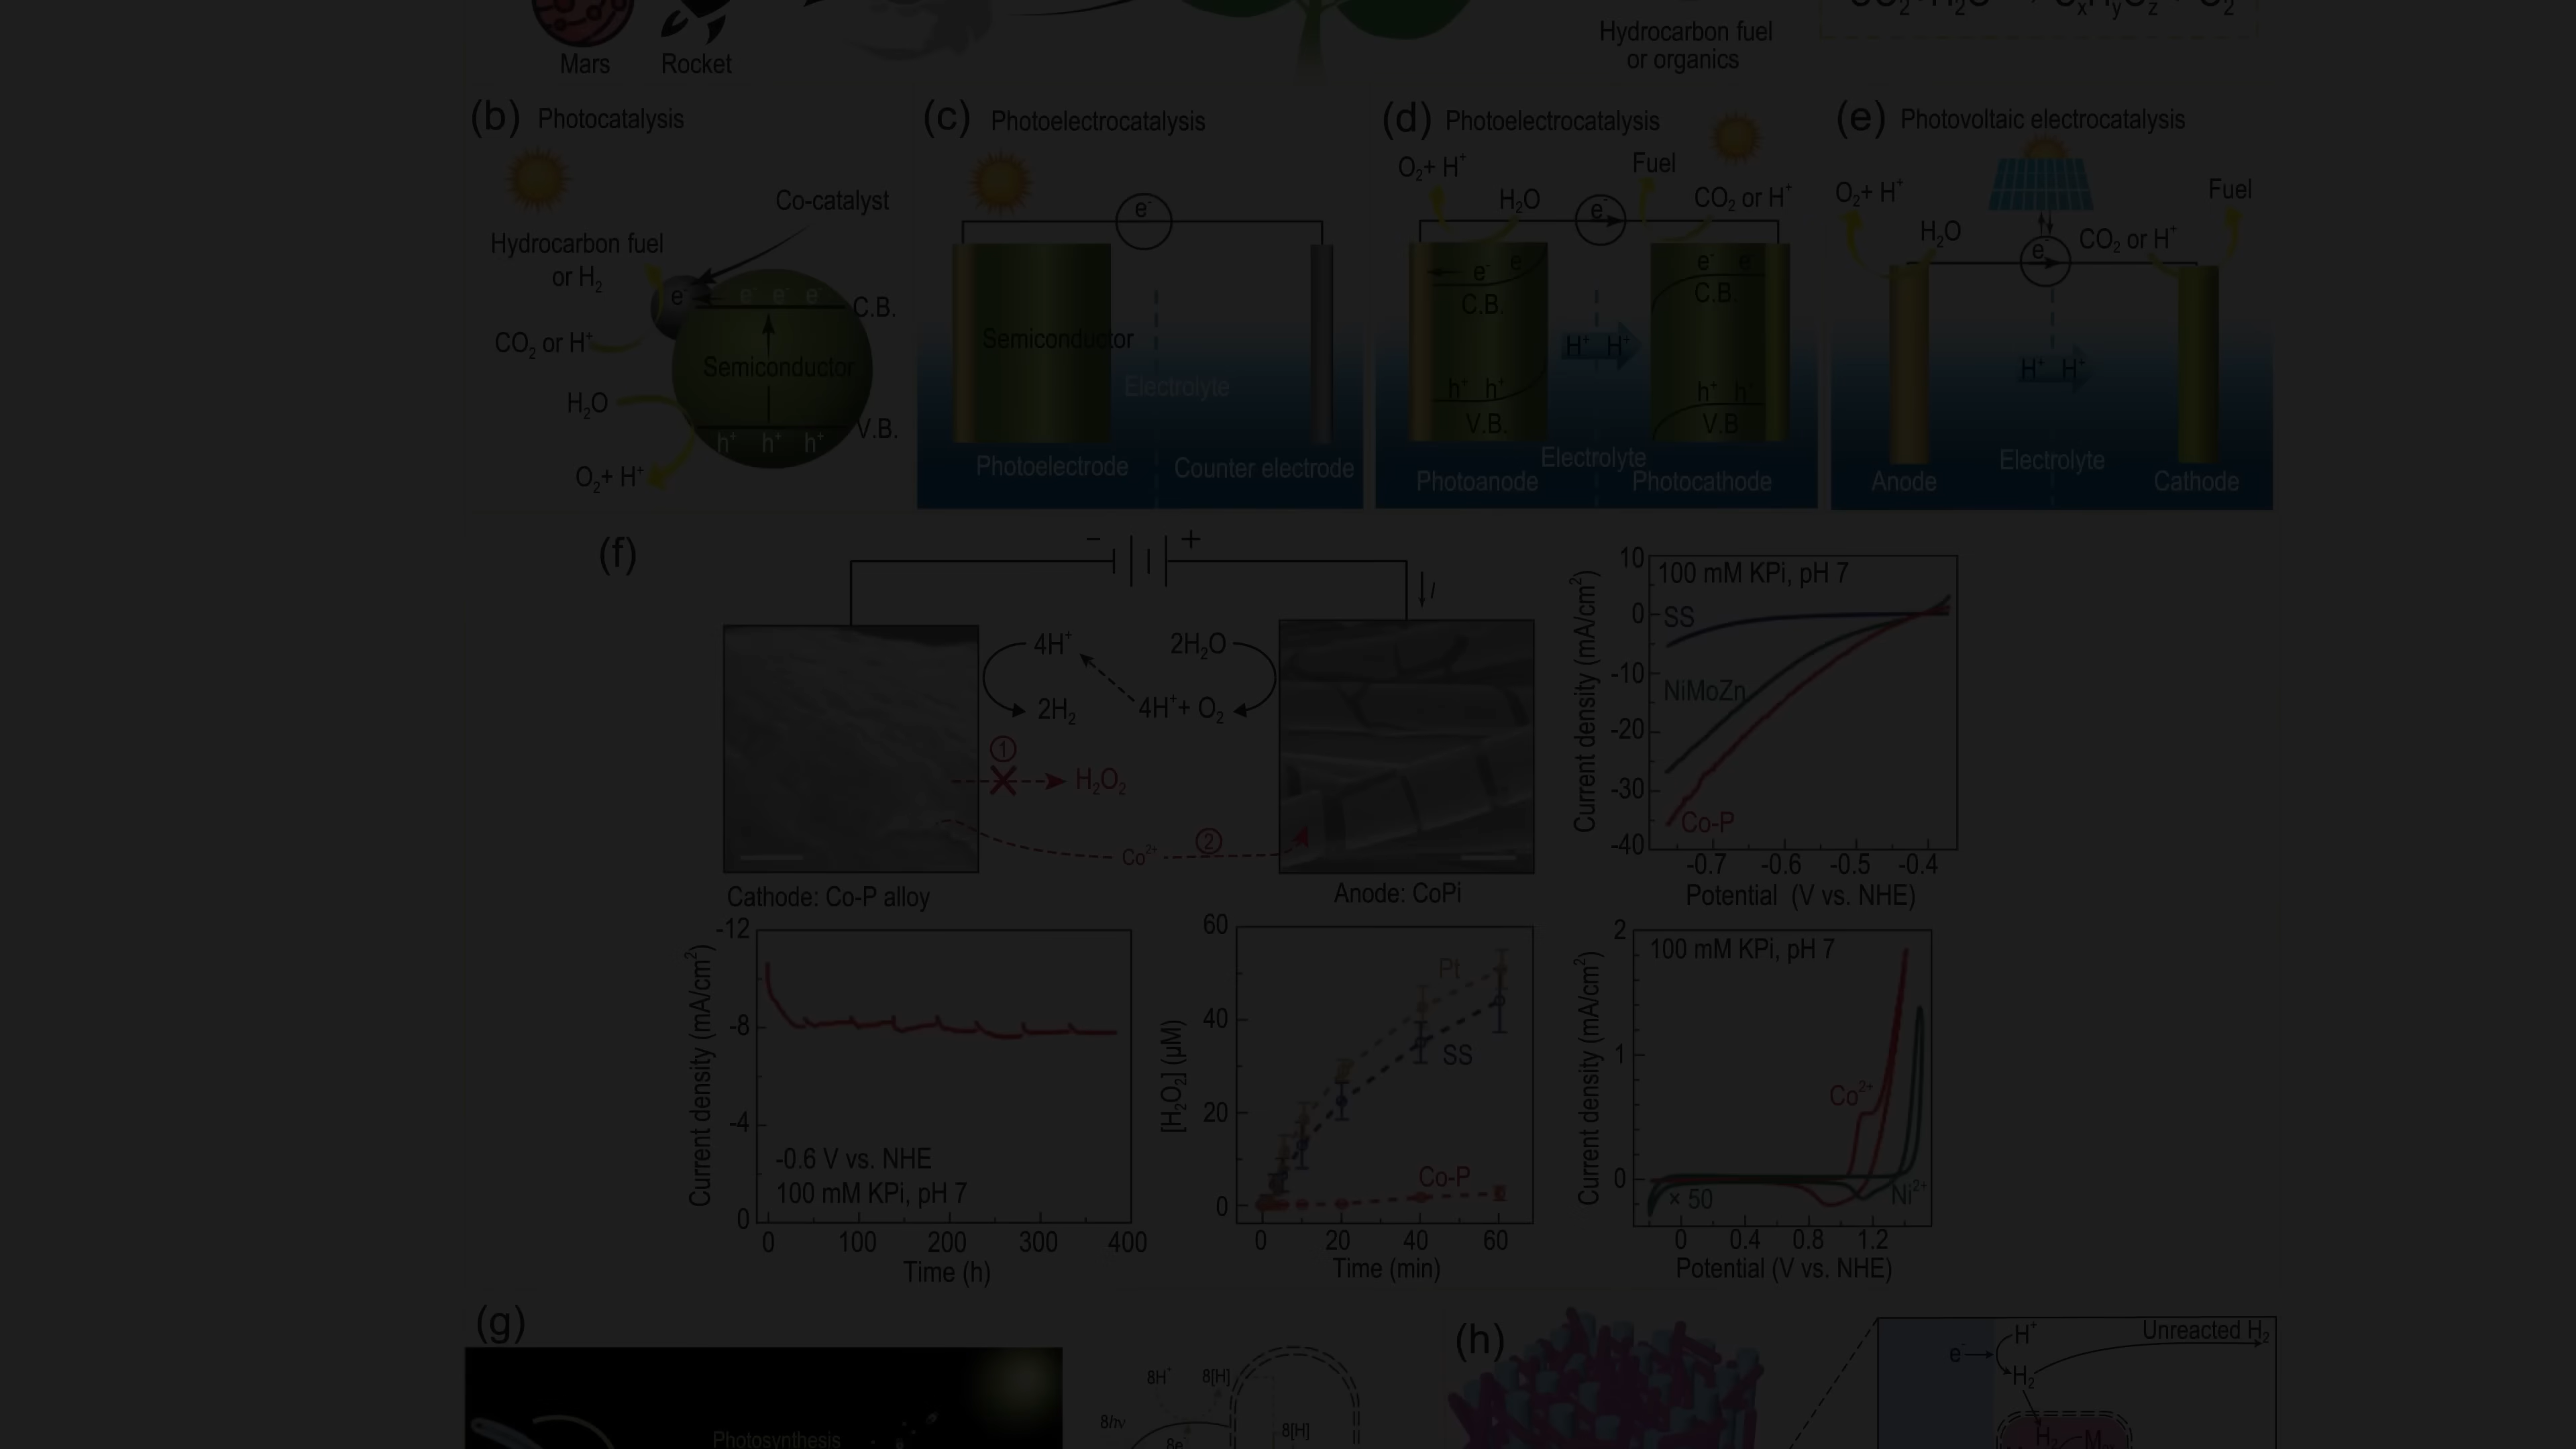 CO₂+H₂O → CₓHᵧO_z + O₂
Mars
Rocket
Hydrocarbon fuel
or organics
(b)
Photocatalysis
Co-catalyst
Hydrocarbon fuel
or H₂
e⁻
e⁻ e⁻ e⁻
C.B.
CO₂ or H⁺
Semiconductor
H₂O
V.B.
h⁺ h⁺ h⁺
O₂+ H⁺
(c)
Photoelectrocatalysis
e⁻
Semiconductor
Electrolyte
Photoelectrode
Counter electrode
(d)
Photoelectrocatalysis
O₂+ H⁺
H₂O
e⁻
Fuel
CO₂ or H⁺
e⁻ e⁻
C.B.
e⁻ e⁻
C.B.
H⁺ H⁺
h⁺ h⁺
V.B.
h⁺ h⁺
V.B
Electrolyte
Photoanode
Photocathode
(e)
Photovoltaic electrocatalysis
O₂+ H⁺
H₂O
e⁻
CO₂ or H⁺
Fuel
H⁺ H⁺
Electrolyte
Anode
Cathode
(f)
− +
I
4H⁺
2H₂O
2H₂
4H⁺+ O₂
①
H₂O₂
②
Co²⁺
Cathode: Co-P alloy
Anode: CoPi
Current density (mA/cm²)
10
0
-10
-20
-30
-40
100 mM KPi, pH 7
SS
NiMoZn
Co-P
-0.7 -0.6 -0.5 -0.4
Potential (V vs. NHE)
Current density (mA/cm²)
-12
-8
-4
0
-0.6 V vs. NHE
100 mM KPi, pH 7
0 100 200 300 400
Time (h)
[H₂O₂] (μM)
60
40
20
0
Pt
SS
Co-P
0 20 40 60
Time (min)
Current density (mA/cm²)
2
1
0
100 mM KPi, pH 7
Co²⁺
× 50
Ni²⁺
0 0.4 0.8 1.2
Potential (V vs. NHE)
(g)
Photosynthesis
8H⁺
8[H]
8hν
8e⁻
8[H]
(h)
e⁻
H⁺
H₂
Unreacted H₂
H₂